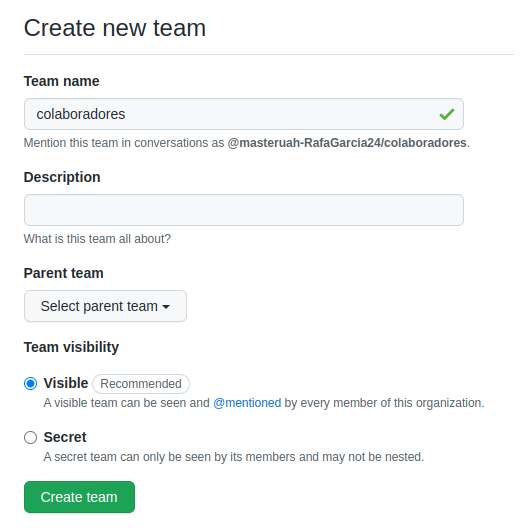 Create new team
Team name
colaboradores
Mention this team in conversations as @masteruah-RafaGarcia24/colaboradores.
Description
What is this team all about?
Parent team
Select parent team
Team visibility
Visible Recommended
A visible team can be seen and @mentioned by every member of this organization.
Secret
A secret team can only be seen by its members and may not be nested.
Create team